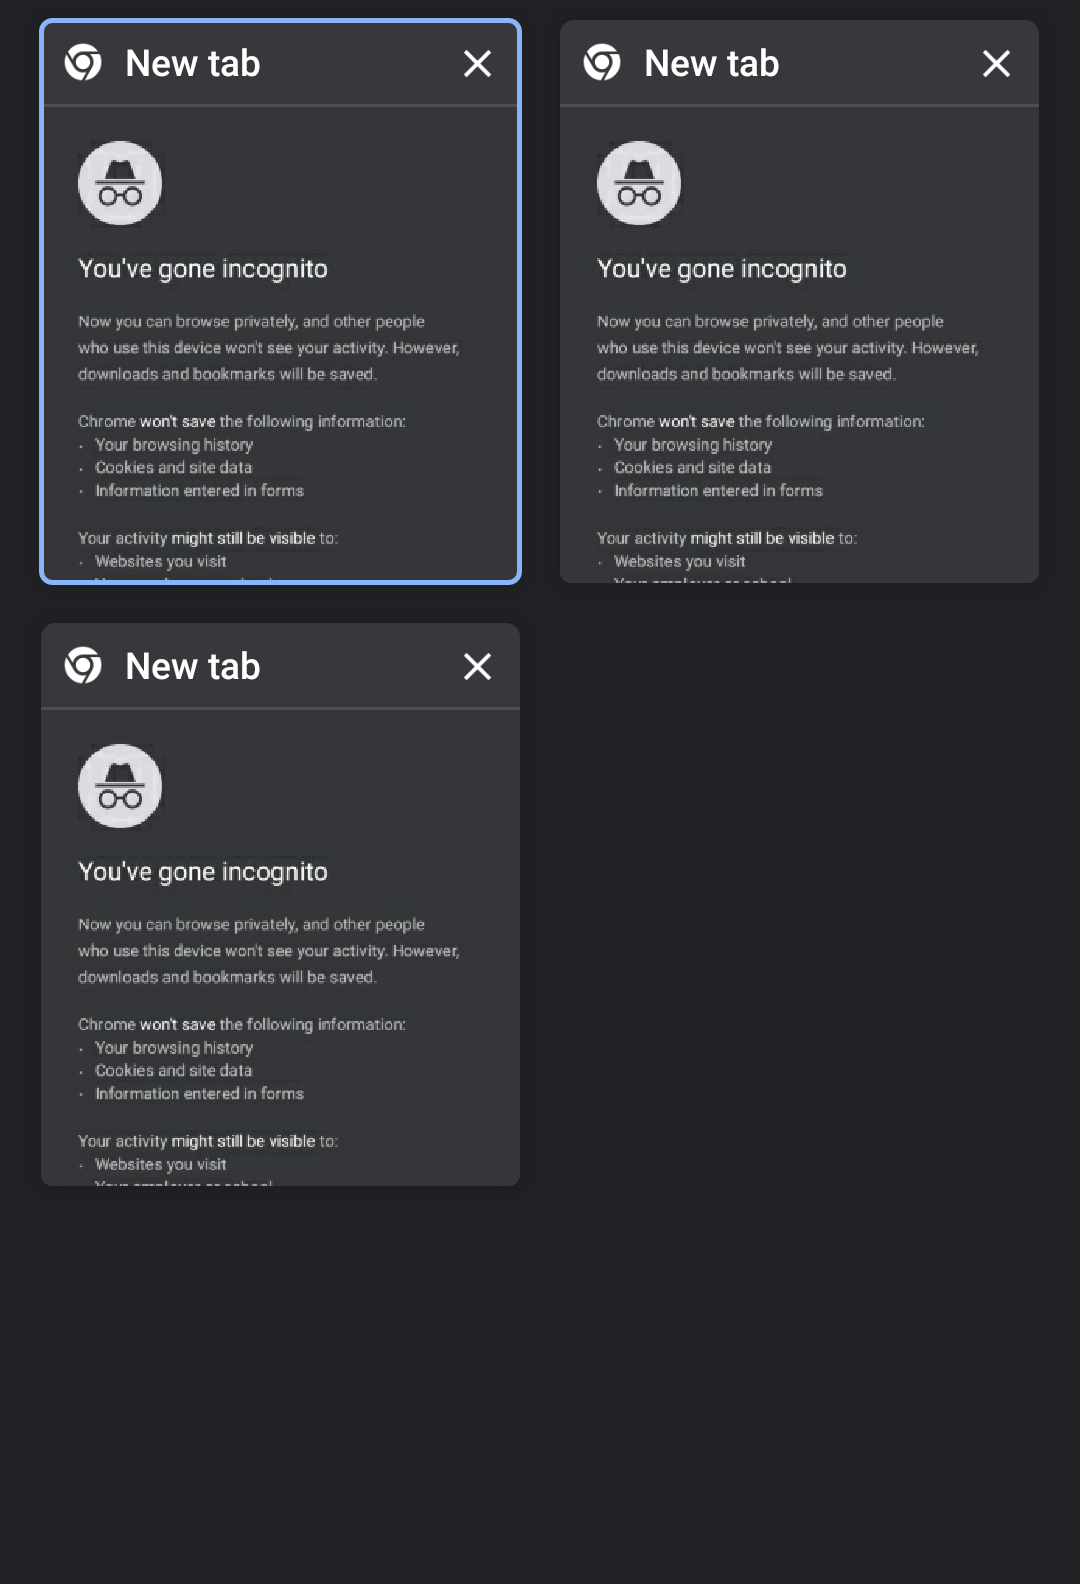 New tab
You've gone incognito
Now you can browse privately, and other people
who use this device won't see your activity. However,
downloads and bookmarks will be saved.
Chrome won't save the following information:
· Your browsing history
· Cookies and site data
· Information entered in forms
Your activity might still be visible to:
· Websites you visit
New tab
You've gone incognito
Now you can browse privately, and other people
who use this device won't see your activity. However,
downloads and bookmarks will be saved.
Chrome won't save the following information:
· Your browsing history
· Cookies and site data
· Information entered in forms
Your activity might still be visible to:
· Websites you visit
Your employer or school
New tab
You've gone incognito
Now you can browse privately, and other people
who use this device won't see your activity. However,
downloads and bookmarks will be saved.
Chrome won't save the following information:
· Your browsing history
· Cookies and site data
· Information entered in forms
Your activity might still be visible to:
· Websites you visit
Your employer or school